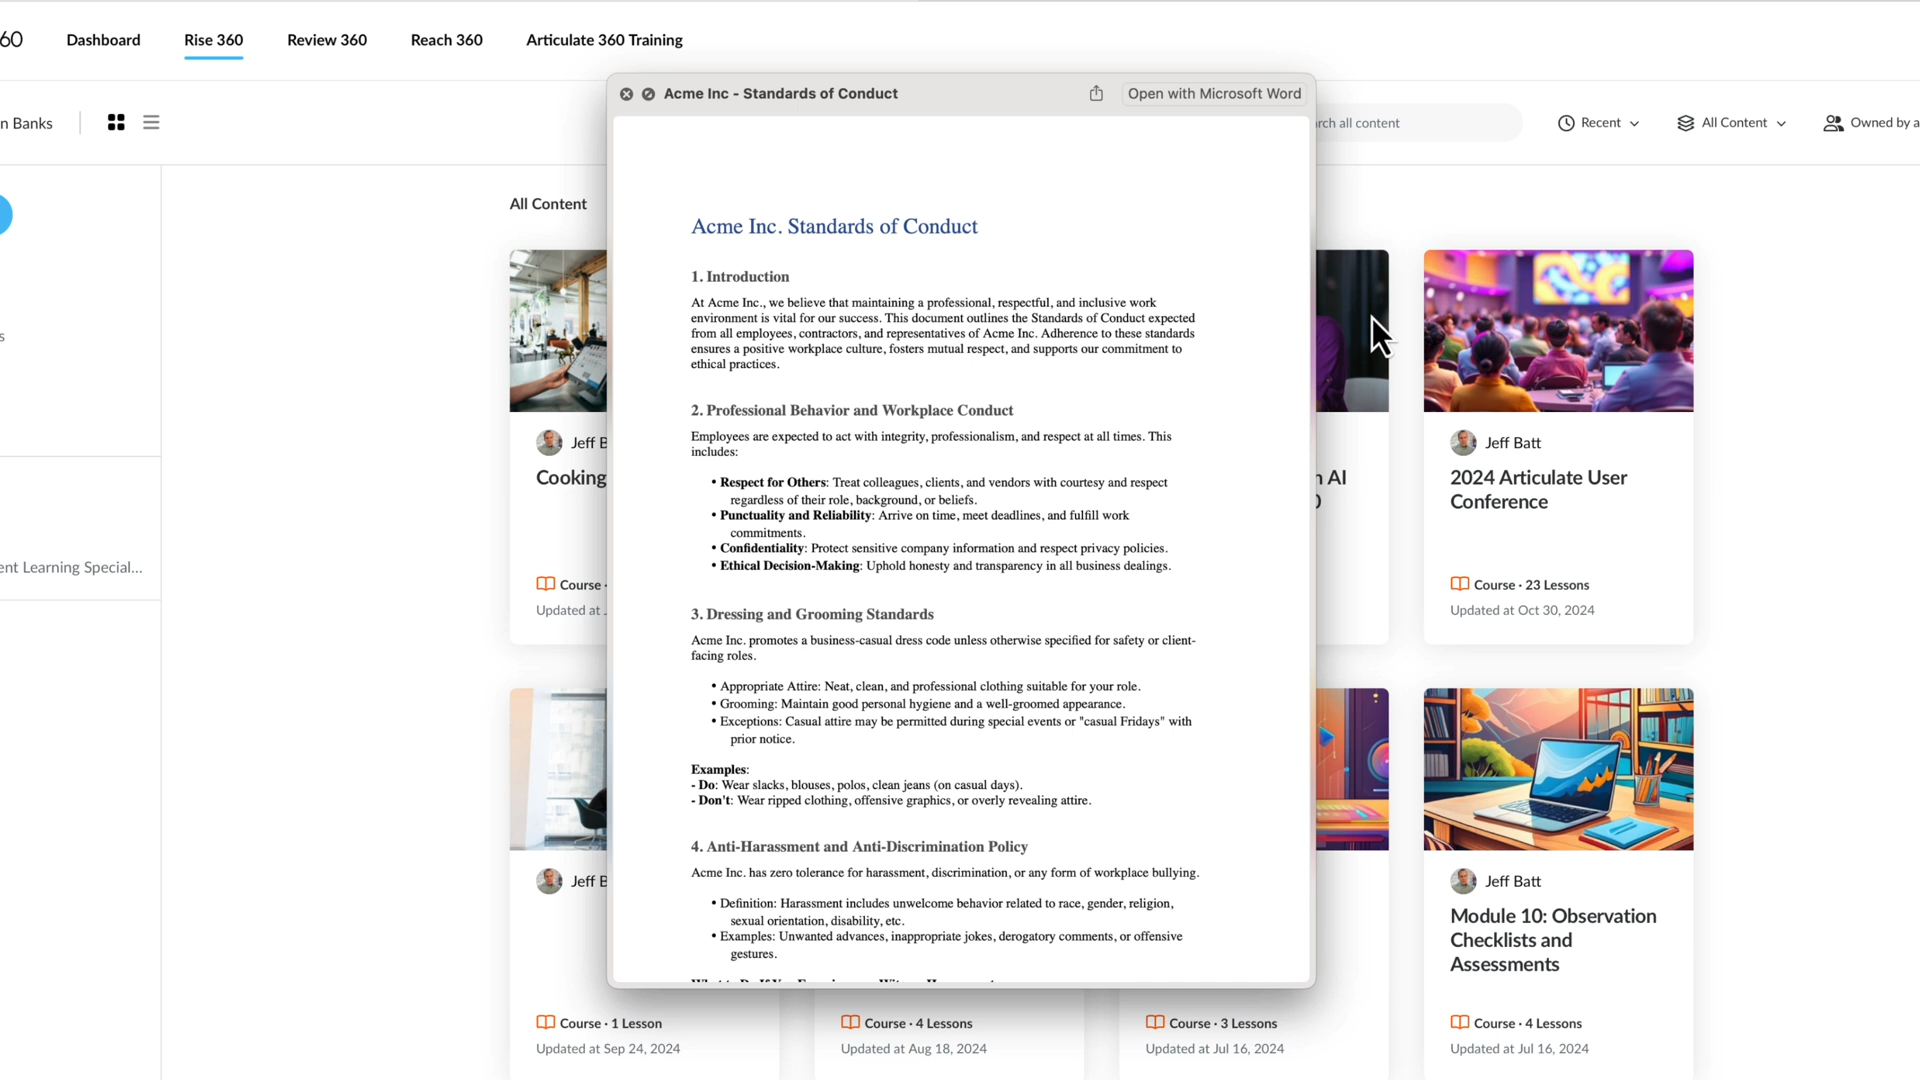 60
Dashboard
Rise 360
Review 360
Reach 360
Articulate 360 Training
n Banks
Acme Inc - Standards of Conduct
Open with Microsoft Word
rch all content
Recent
All Content
Owned by a
s
ent Learning Special...
All Content
Acme Inc. Standards of Conduct
1. Introduction
At Acme Inc., we believe that maintaining a professional, respectful, and inclusive work
environment is vital for our success. This document outlines the Standards of Conduct expected
from all employees, contractors, and representatives of Acme Inc. Adherence to these standards
ensures a positive workplace culture, fosters mutual respect, and supports our commitment to
ethical practices.
2. Professional Behavior and Workplace Conduct
Employees are expected to act with integrity, professionalism, and respect at all times. This
includes:
• Respect for Others: Treat colleagues, clients, and vendors with courtesy and respect
regardless of their role, background, or beliefs.
• Punctuality and Reliability: Arrive on time, meet deadlines, and fulfill work
commitments.
• Confidentiality: Protect sensitive company information and respect privacy policies.
• Ethical Decision-Making: Uphold honesty and transparency in all business dealings.
3. Dressing and Grooming Standards
Acme Inc. promotes a business-casual dress code unless otherwise specified for safety or client-
facing roles.
• Appropriate Attire: Neat, clean, and professional clothing suitable for your role.
• Grooming: Maintain good personal hygiene and a well-groomed appearance.
• Exceptions: Casual attire may be permitted during special events or "casual Fridays" with
prior notice.
Examples:
- Do: Wear slacks, blouses, polos, clean jeans (on casual days).
- Don't: Wear ripped clothing, offensive graphics, or overly revealing attire.
4. Anti-Harassment and Anti-Discrimination Policy
Acme Inc. has zero tolerance for harassment, discrimination, or any form of workplace bullying.
• Definition: Harassment includes unwelcome behavior related to race, gender, religion,
sexual orientation, disability, etc.
• Examples: Unwanted advances, inappropriate jokes, derogatory comments, or offensive
gestures.
Jeff B
Cooking
Course ·
Updated at
n AI
Jeff Batt
2024 Articulate User
Conference
Course · 23 Lessons
Updated at Oct 30, 2024
Jeff B
Course · 1 Lesson
Updated at Sep 24, 2024
Course · 4 Lessons
Updated at Aug 18, 2024
Course · 3 Lessons
Updated at Jul 16, 2024
Jeff Batt
Module 10: Observation
Checklists and
Assessments
Course · 4 Lessons
Updated at Jul 16, 2024